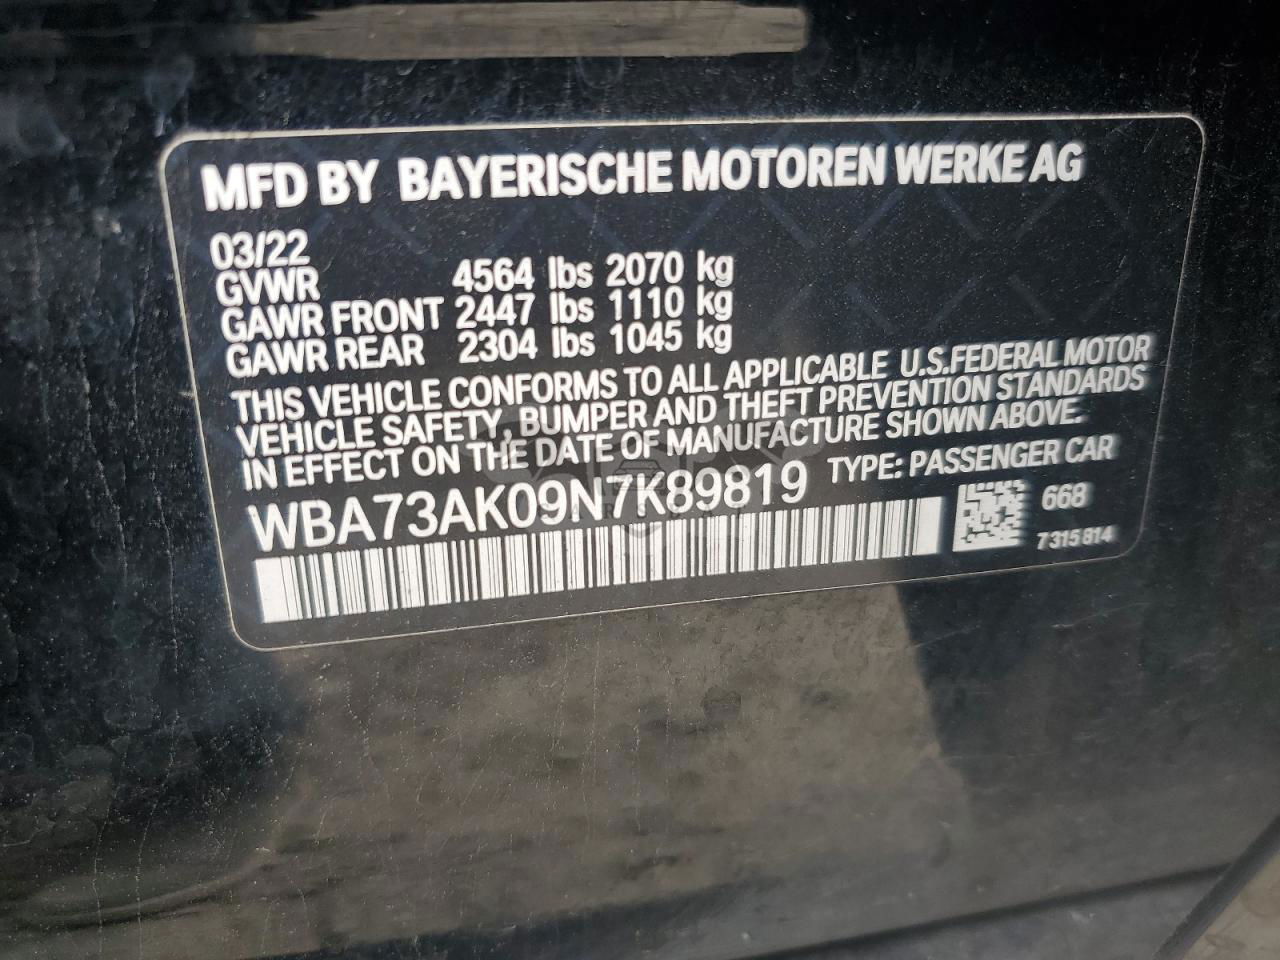 MFD BY BAYERISCHE MOTOREN WERKE AG
03/22
GVWR 4564 lbs 2070 kg
GAWR FRONT 2447 lbs 1110 kg
GAWR REAR 2304 lbs 1045 kg
THIS VEHICLE CONFORMS TO ALL APPLICABLE U.S.FEDERAL MOTOR
VEHICLE SAFETY, BUMPER AND THEFT PREVENTION STANDARDS
IN EFFECT ON THE DATE OF MANUFACTURE SHOWN ABOVE.
WBA73AK09N7K89819 TYPE: PASSENGER CAR
668
7315814